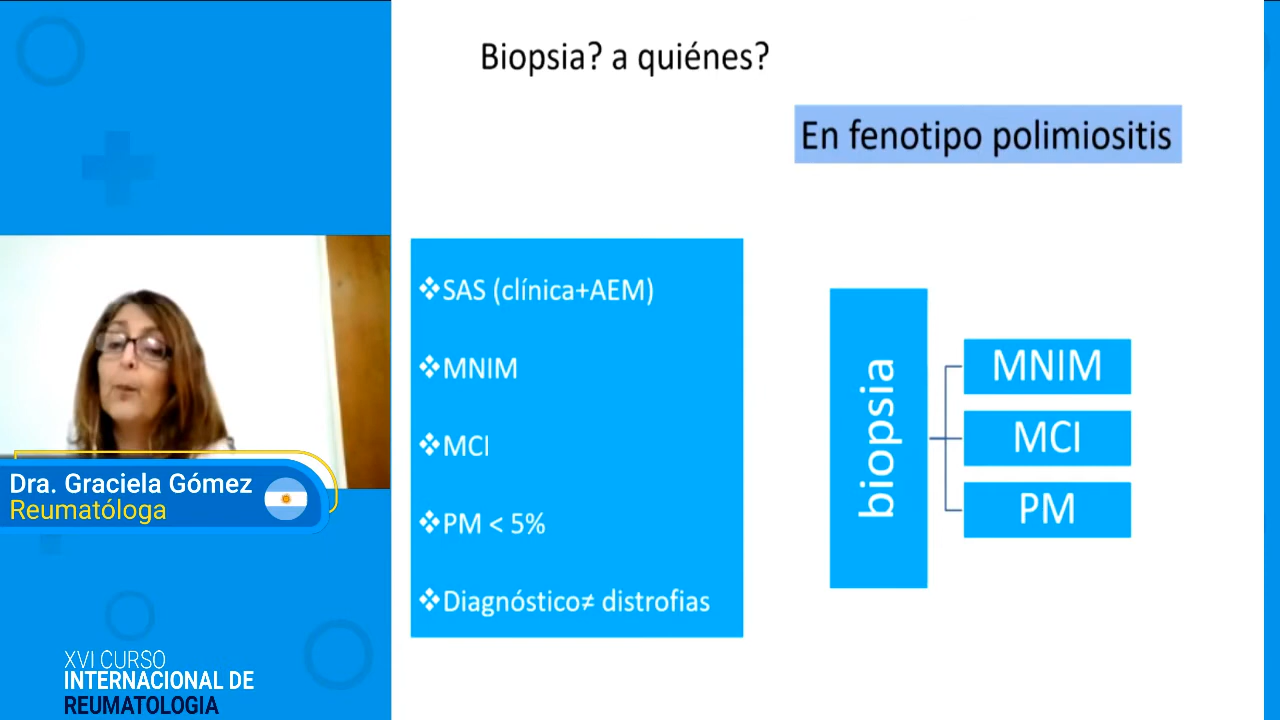 Biopsia? a quiénes?
En fenotipo polimiositis
❖SAS (clínica+AEM)
❖MNIM
❖MCI
❖PM < 5%
❖Diagnóstico≠ distrofias
biopsia
MNIM
MCI
PM
Dra. Graciela Gómez
Reumatóloga
XVI CURSO
INTERNACIONAL DE
REUMATOLOGIA